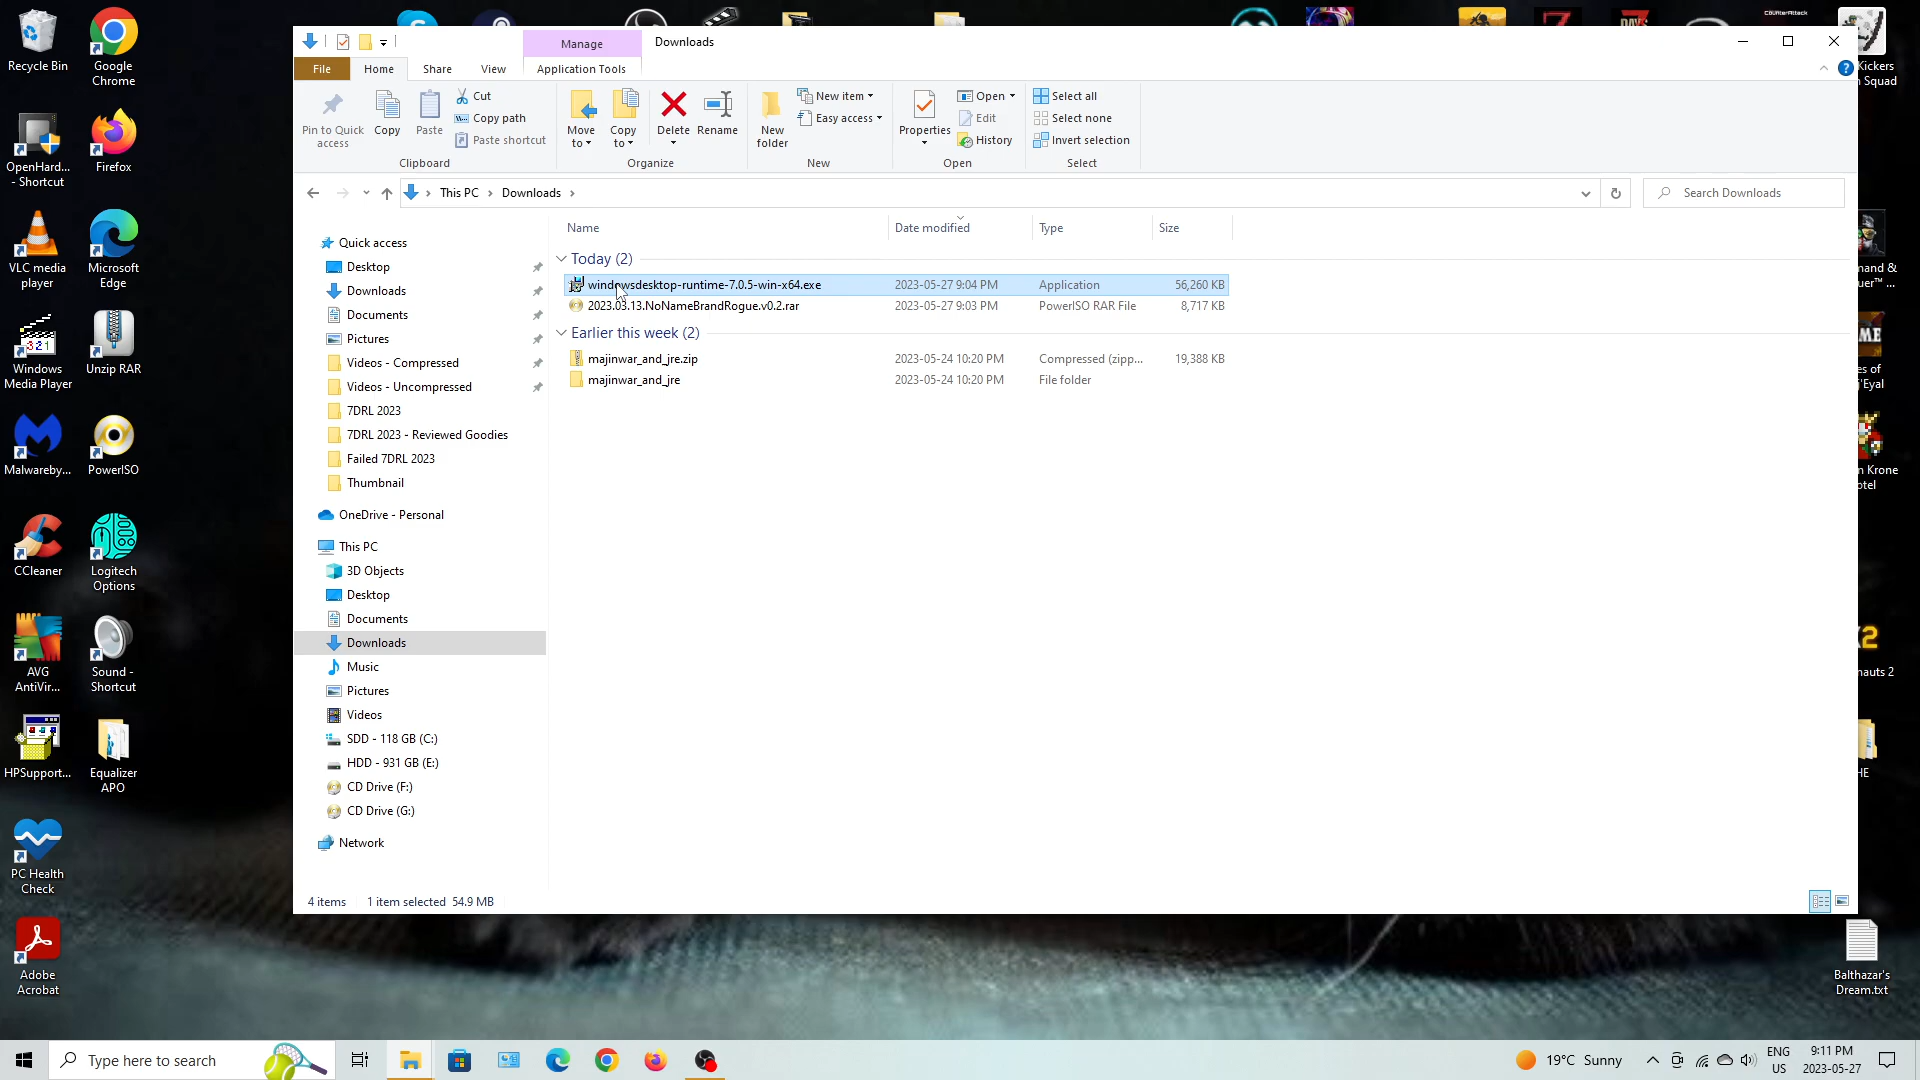 Recycle Bin
Google
Chrome
OpenHard...
- Shortcut
Firefox
VLC media
player
Microsoft
Edge
Windows
Media Player
Unzip RAR
Malwareby...
PowerISO
CCleaner
Logitech
Options
AVG
AntiVir...
Sound -
Shortcut
HPSupport...
Equalizer
APO
PC Health
Check
Adobe
Acrobat
Manage
Downloads
File
Home
Share
View
Application Tools
Pin to Quick
access
Copy
Paste
Cut
Copy path
Paste shortcut
Clipboard
Move
to
Copy
to
Delete
Rename
Organize
New
folder
New item
Easy access
New
Properties
Open
Edit
History
Open
Select all
Select none
Invert selection
Select
This PC
Downloads
Search Downloads
Name
Date modified
Type
Size
Today (2)
windowsdesktop-runtime-7.0.5-win-x64.exe 2023-05-27 9:04 PM Application 56,260 KB
2023.03.13.NoNameBrandRogue.v0.2.rar 2023-05-27 9:03 PM PowerISO RAR File 8,717 KB
Earlier this week (2)
majinwar_and_jre.zip 2023-05-24 10:20 PM Compressed (zipp... 19,388 KB
majinwar_and_jre 2023-05-24 10:20 PM File folder
Quick access
Desktop
Downloads
Documents
Pictures
Videos - Compressed
Videos - Uncompressed
7DRL 2023
7DRL 2023 - Reviewed Goodies
Failed 7DRL 2023
Thumbnail
OneDrive - Personal
This PC
3D Objects
Desktop
Documents
Downloads
Music
Pictures
Videos
SDD - 118 GB (C:)
HDD - 931 GB (E:)
CD Drive (F:)
CD Drive (G:)
Network
4 items
1 item selected 54.9 MB
Kickers
Squad
Balthazar's
Dream.txt
Type here to search
19°C Sunny
ENG
US
9:11 PM
2023-05-27